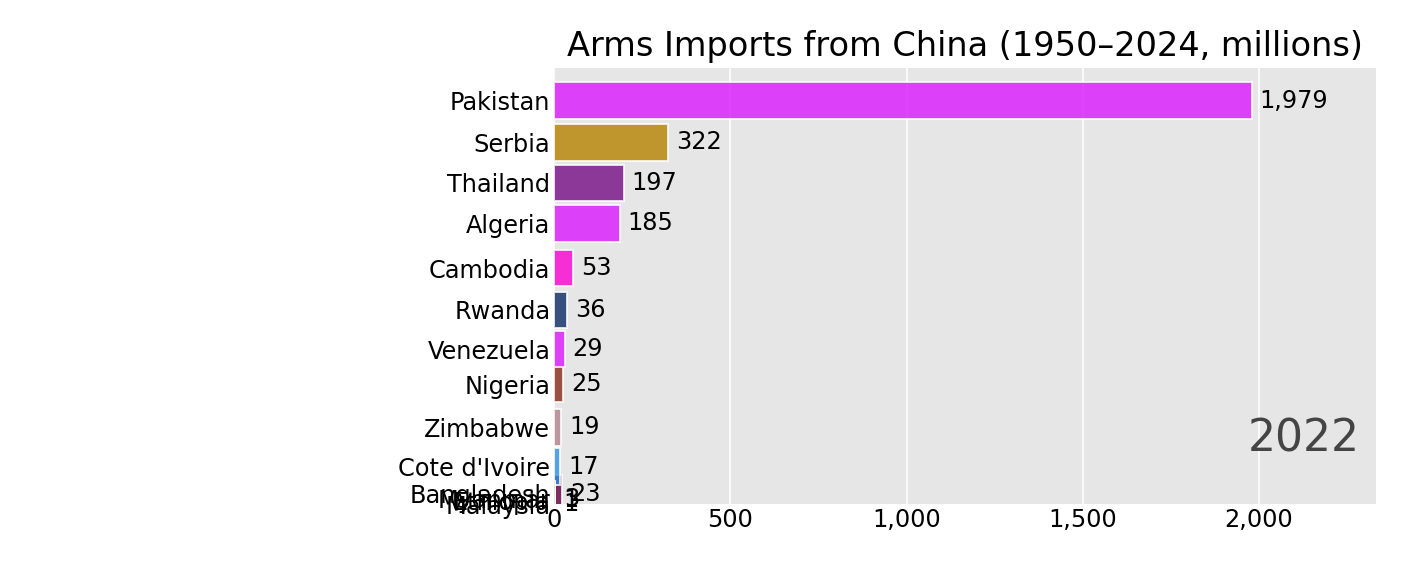 Arms Imports from China (1950–2024, millions)
Pakistan 1,979
Serbia 322
Thailand 197
Algeria 185
Cambodia 53
Rwanda 36
Venezuela 29
Nigeria 25
Zimbabwe 19
2022
Cote d'Ivoire 17
Bangladesh 23
Malaysia
0 500 1,000 1,500 2,000